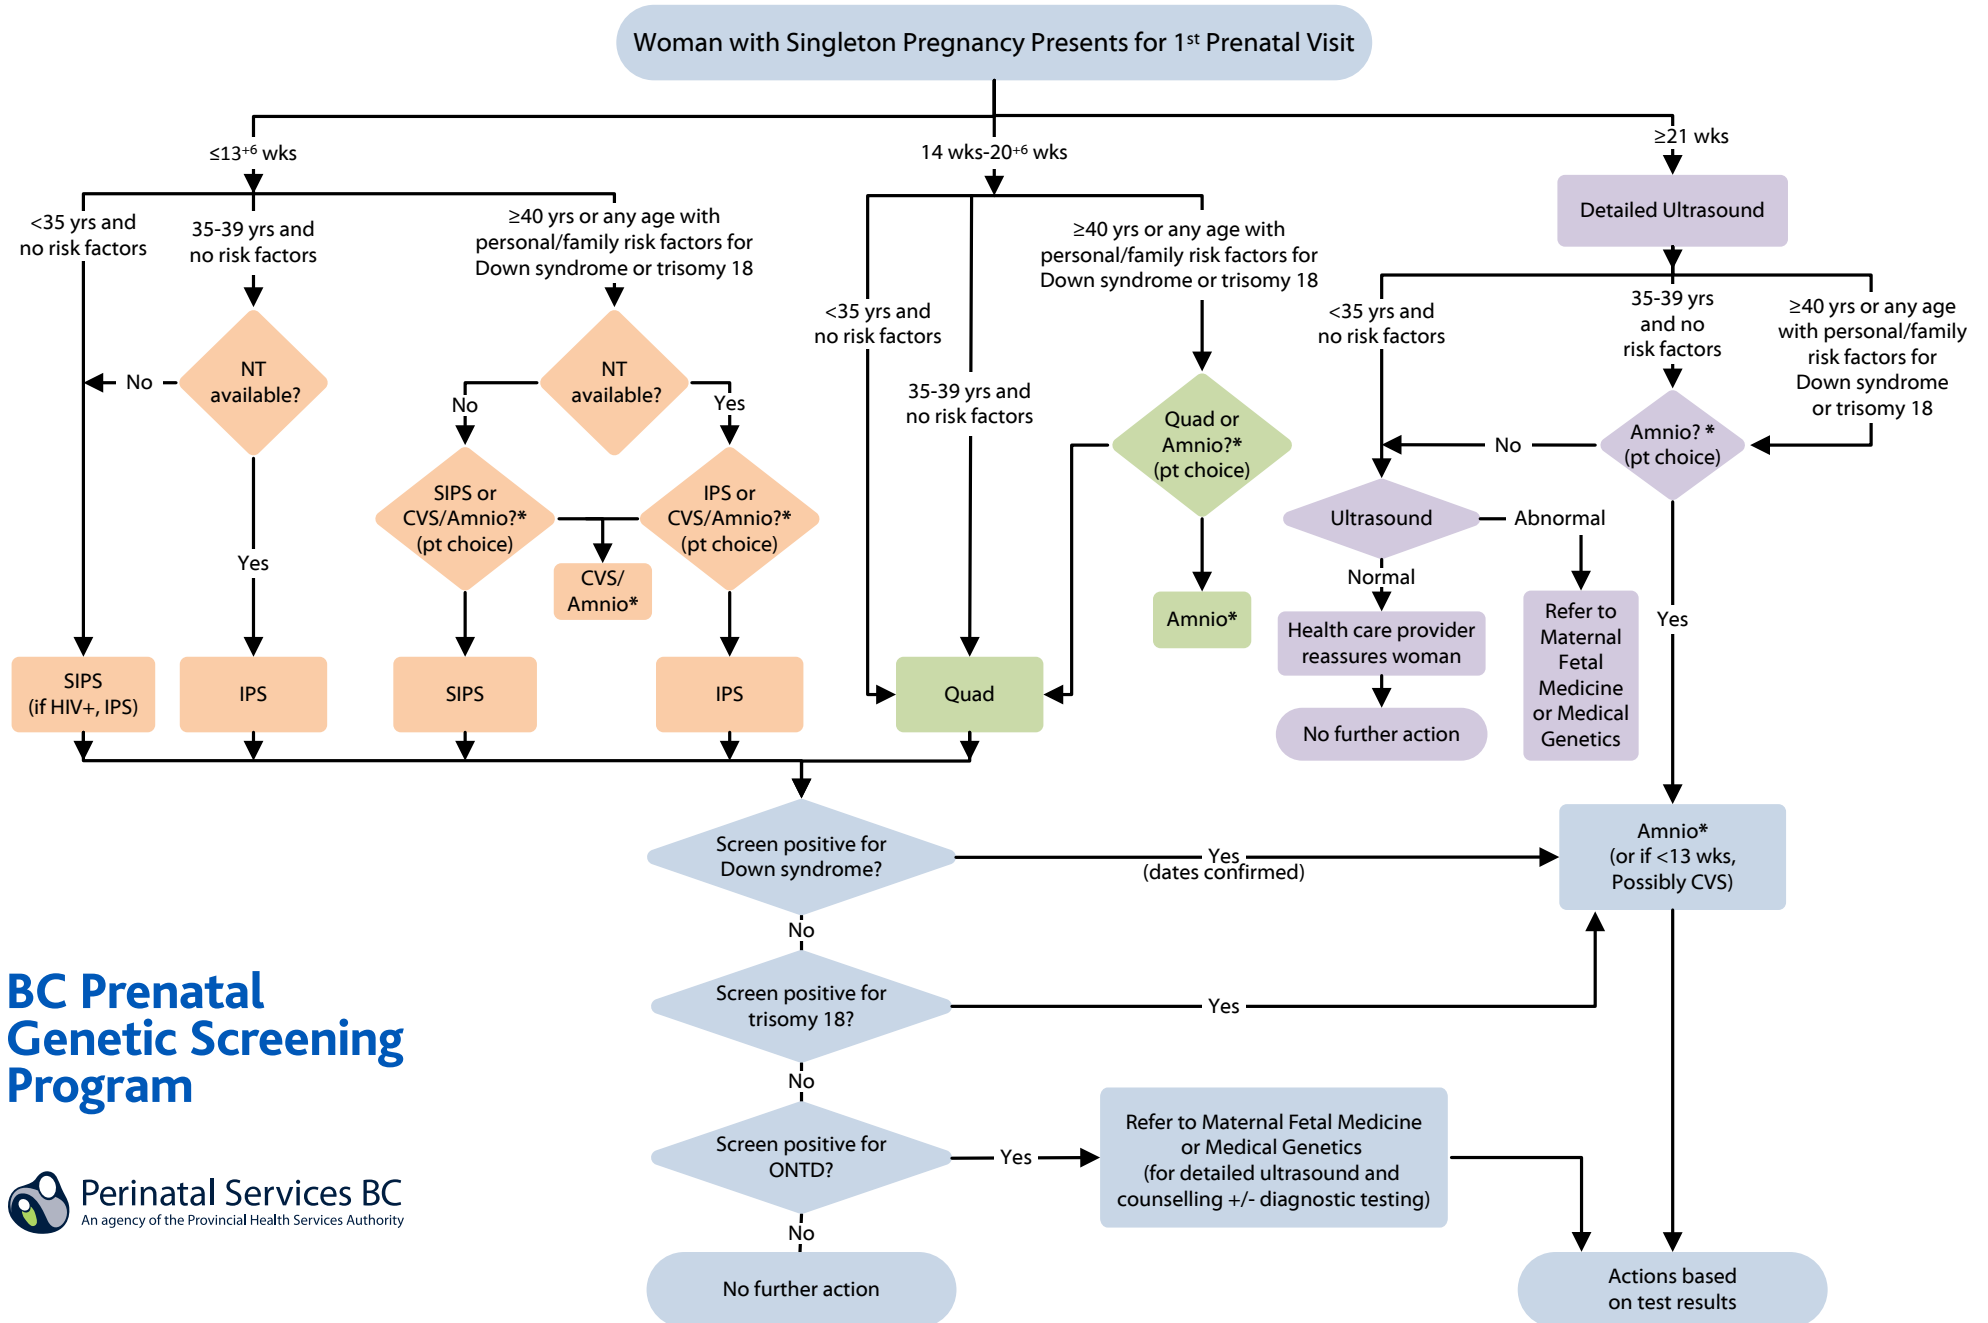 Woman with Singleton Pregnancy Presents for 1st Prenatal Visit
≤13+6 wks
14 wks-20+6 wks
≥21 wks
<35 yrs and
no risk factors
35-39 yrs and
no risk factors
≥40 yrs or any age with
personal/family risk factors for
Down syndrome or trisomy 18
NT
available?
No
Yes
NT
available?
No
Yes
SIPS or
CVS/Amnio?*
(pt choice)
IPS or
CVS/Amnio?*
(pt choice)
CVS/
Amnio*
SIPS
(if HIV+, IPS)
IPS
SIPS
IPS
<35 yrs and
no risk factors
35-39 yrs and
no risk factors
≥40 yrs or any age with
personal/family risk factors for
Down syndrome or trisomy 18
Quad or
Amnio?*
(pt choice)
Amnio*
Quad
Detailed Ultrasound
<35 yrs and
no risk factors
35-39 yrs
and no
risk factors
≥40 yrs or any age
with personal/family
risk factors for
Down syndrome
or trisomy 18
Amnio? *
(pt choice)
No
Yes
Ultrasound
Abnormal
Normal
Health care provider
reassures woman
No further action
Refer to
Maternal
Fetal
Medicine
or Medical
Genetics
Screen positive for
Down syndrome?
Yes
(dates confirmed)
Amnio*
(or if <13 wks,
Possibly CVS)
No
Screen positive for
trisomy 18?
Yes
No
Screen positive for
ONTD?
Yes
Refer to Maternal Fetal Medicine
or Medical Genetics
(for detailed ultrasound and
counselling +/- diagnostic testing)
No
No further action
Actions based
on test results
BC Prenatal
Genetic Screening
Program
Perinatal Services BC
An agency of the Provincial Health Services Authority